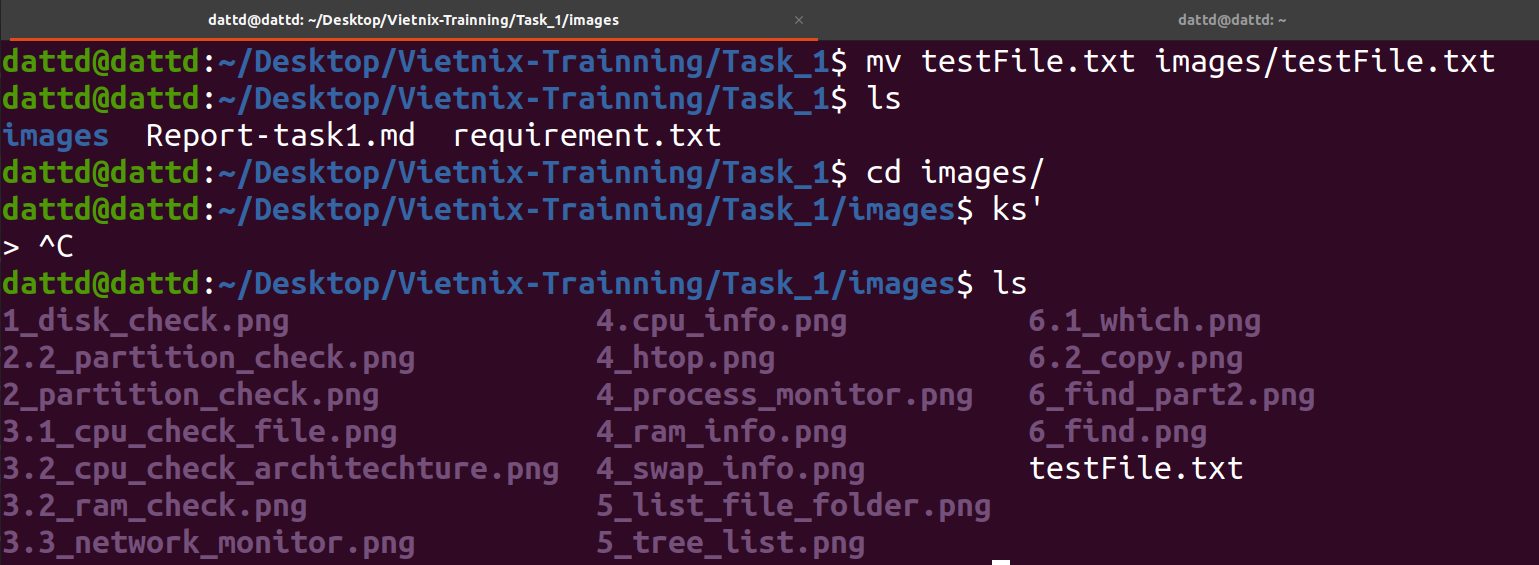 dattd@dattd: ~/Desktop/Vietnix-Trainning/Task_1/images × dattd@dattd: ~
dattd@dattd:~/Desktop/Vietnix-Trainning/Task_1$ mv testFile.txt images/testFile.txt
dattd@dattd:~/Desktop/Vietnix-Trainning/Task_1$ ls
images  Report-task1.md  requirement.txt
dattd@dattd:~/Desktop/Vietnix-Trainning/Task_1$ cd images/
dattd@dattd:~/Desktop/Vietnix-Trainning/Task_1/images$ ks'
> ^C
dattd@dattd:~/Desktop/Vietnix-Trainning/Task_1/images$ ls
1_disk_check.png                 4.cpu_info.png          6.1_which.png
2.2_partition_check.png          4_htop.png              6.2_copy.png
2_partition_check.png            4_process_monitor.png   6_find_part2.png
3.1_cpu_check_file.png           4_ram_info.png          6_find.png
3.2_cpu_check_architechture.png  4_swap_info.png         testFile.txt
3.2_ram_check.png                5_list_file_folder.png
3.3_network_monitor.png          5_tree_list.png